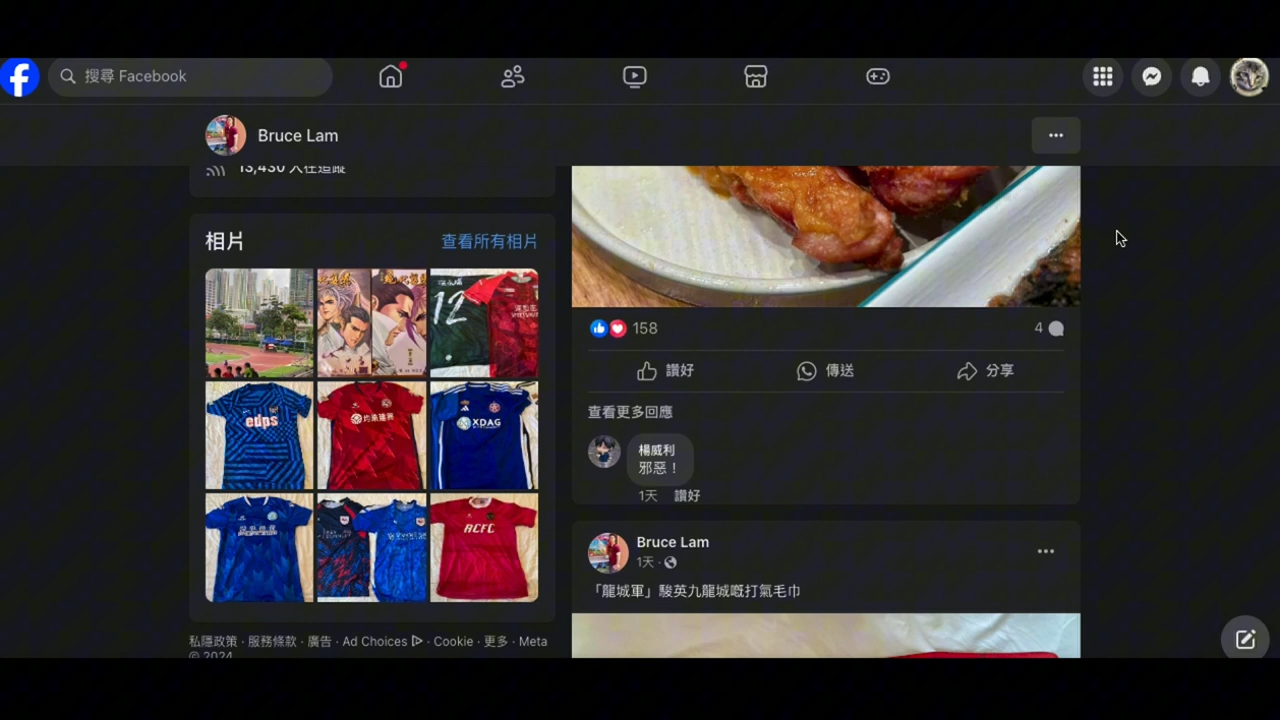 搜尋 Facebook
Bruce Lam
13,430 人在追蹤
相片
查看所有相片
12
edps
XDAG
ACFC
私隱政策 · 服務條款 · 廣告 · Ad Choices · Cookie · 更多 · Meta
© 2024
158
4
讚好
傳送
分享
查看更多回應
楊威利
邪惡！
1天 讚好
Bruce Lam
1天 ·
「龍城軍」駿英九龍城嘅打氣毛巾